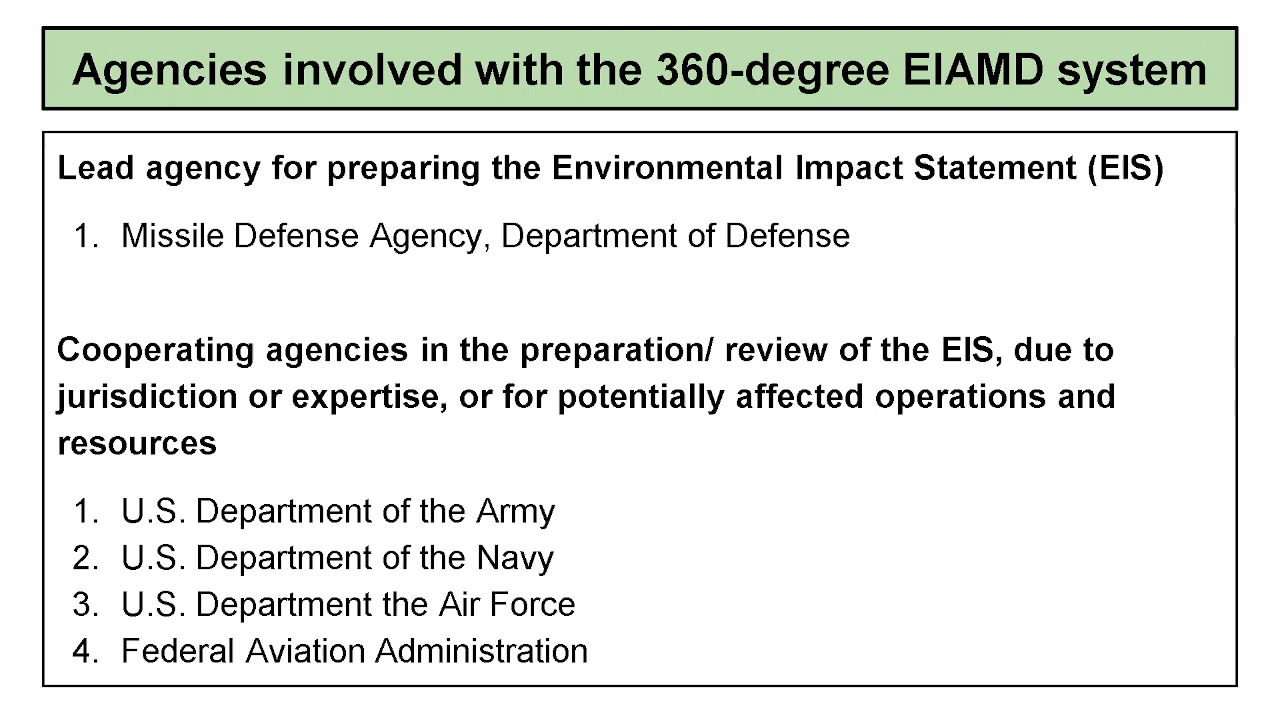 Agencies involved with the 360-degree EIAMD system
Lead agency for preparing the Environmental Impact Statement (EIS)
1. Missile Defense Agency, Department of Defense
Cooperating agencies in the preparation/ review of the EIS, due to
jurisdiction or expertise, or for potentially affected operations and
resources
1. U.S. Department of the Army
2. U.S. Department of the Navy
3. U.S. Department the Air Force
4. Federal Aviation Administration